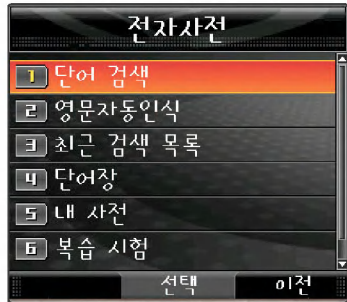 전자사전
1 단어 검색
2 영문자동인식
3 최근 검색 목록
4 단어장
5 내 사전
6 복습 시험
선택 이전